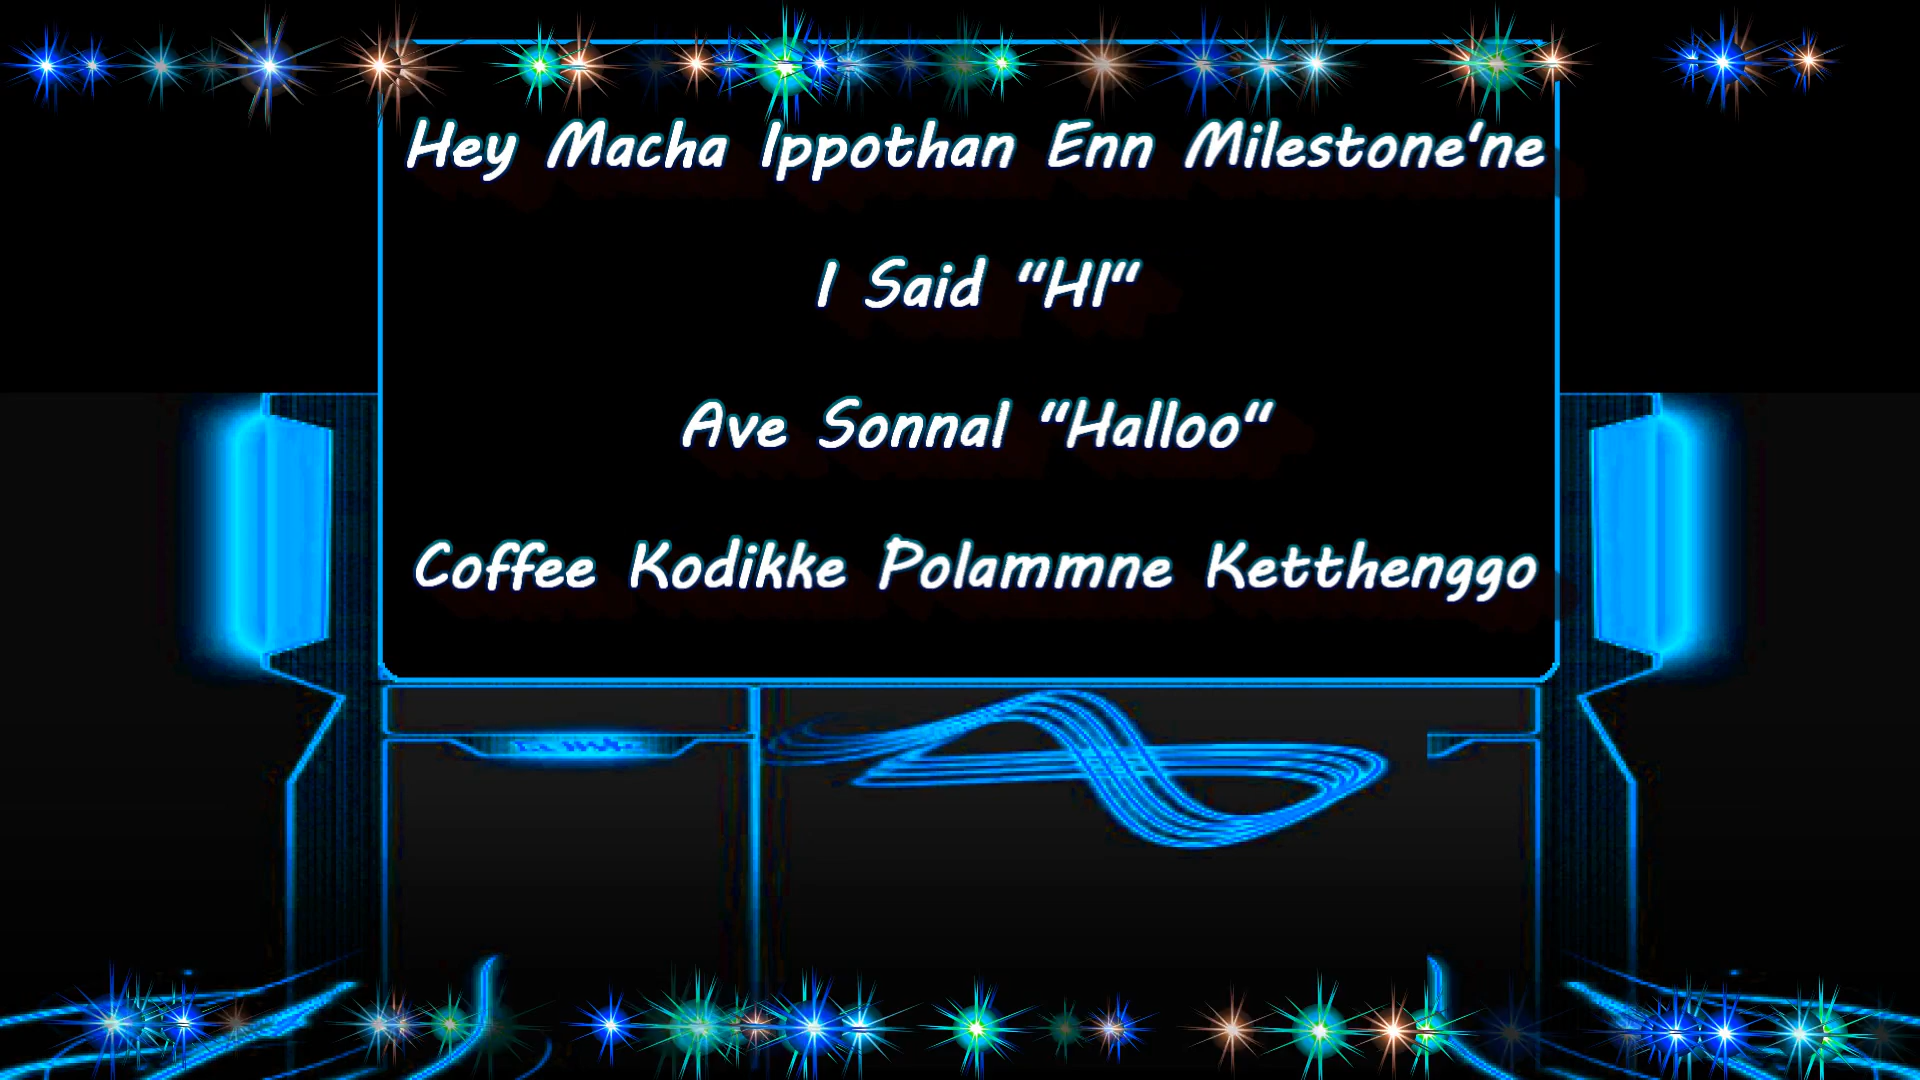 Hey Macha Ippothan Enn Milestone'ne
I Said "HI"
Ave Sonnal "Halloo"
Coffee Kodikke Polammne Ketthenggo